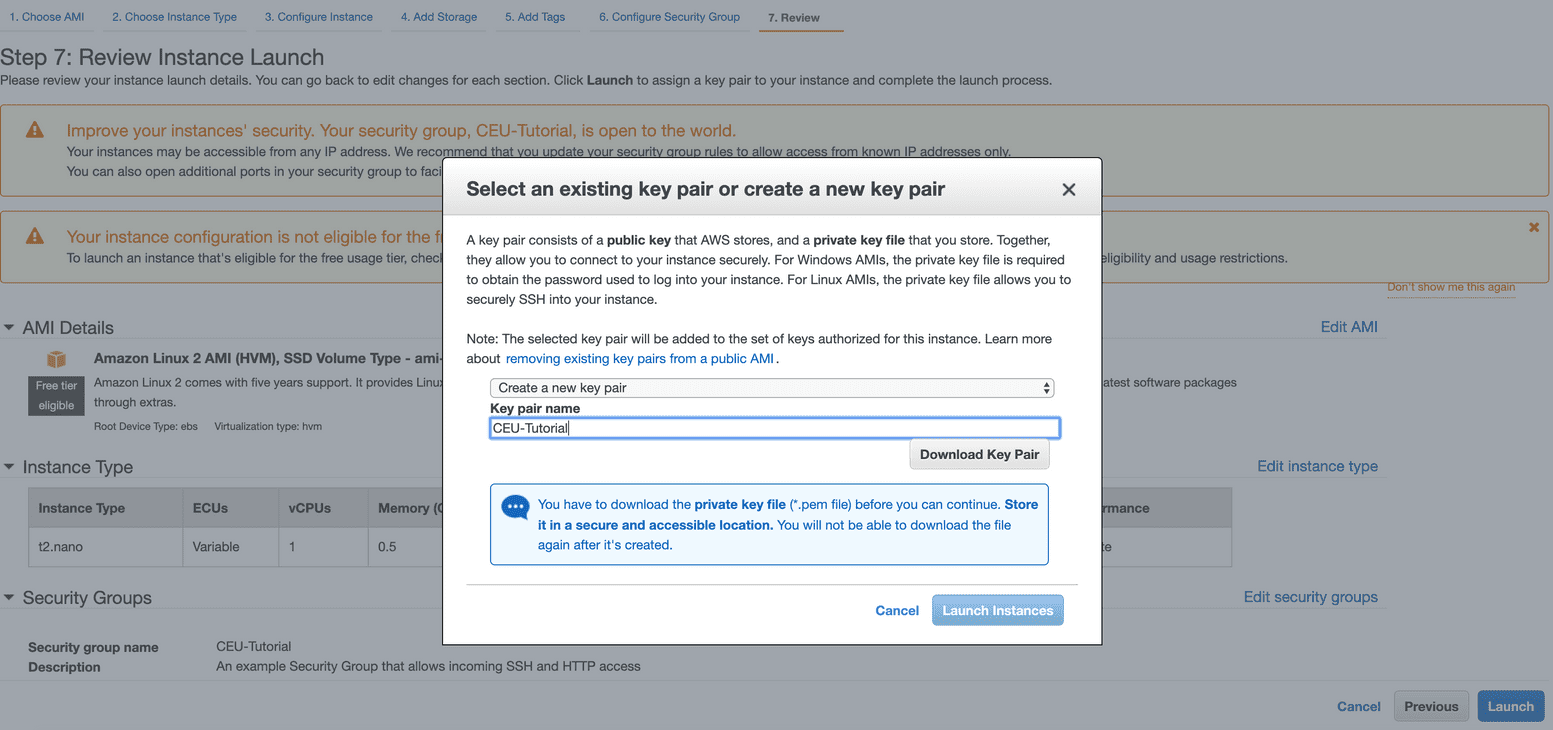 1. Choose AMI 2. Choose Instance Type 3. Configure Instance 4. Add Storage 5. Add Tags 6. Configure Security Group 7. Review
Step 7: Review Instance Launch
Please review your instance launch details. You can go back to edit changes for each section. Click Launch to assign a key pair to your instance and complete the launch process.
Improve your instances' security. Your security group, CEU-Tutorial, is open to the world.
Your instances may be accessible from any IP address. We recommend that you update your security group rules to allow access from known IP addresses only.
You can also open additional ports in your security group to faci
Your instance configuration is not eligible for the f
To launch an instance that's eligible for the free usage tier, chec
eligibility and usage restrictions.
Don't show me this again
AMI Details
Edit AMI
Amazon Linux 2 AMI (HVM), SSD Volume Type - ami-
Free tier
eligible
Amazon Linux 2 comes with five years support. It provides Linu
atest software packages
through extras.
Root Device Type: ebs Virtualization type: hvm
Instance Type
Edit instance type
Instance Type ECUs vCPUs Memory (
rmance
t2.nano Variable 1 0.5
te
Security Groups
Edit security groups
Security group name CEU-Tutorial
Description An example Security Group that allows incoming SSH and HTTP access
Cancel Previous Launch
Select an existing key pair or create a new key pair
A key pair consists of a public key that AWS stores, and a private key file that you store. Together,
they allow you to connect to your instance securely. For Windows AMIs, the private key file is required
to obtain the password used to log into your instance. For Linux AMIs, the private key file allows you to
securely SSH into your instance.
Note: The selected key pair will be added to the set of keys authorized for this instance. Learn more
about removing existing key pairs from a public AMI .
Create a new key pair
Key pair name
CEU-Tutorial
Download Key Pair
You have to download the private key file (*.pem file) before you can continue. Store
it in a secure and accessible location. You will not be able to download the file
again after it's created.
Cancel Launch Instances